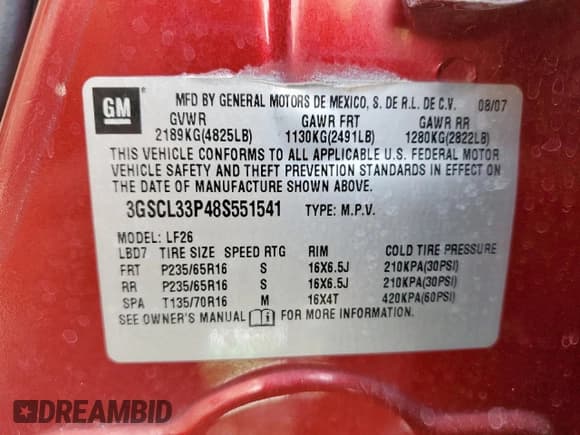 GM
MFD BY GENERAL MOTORS DE MEXICO, S. DE R.L. DE C.V. 08/07
GVWR GAWR FRT GAWR RR
2189KG(4825LB) 1130KG(2491LB) 1280KG(2822LB)
THIS VEHICLE CONFORMS TO ALL APPLICABLE U.S. FEDERAL MOTOR
VEHICLE SAFETY AND THEFT PREVENTION STANDARDS IN EFFECT ON
THE DATE OF MANUFACTURE SHOWN ABOVE.
3GSCL33P48S551541 TYPE: M.P.V.
MODEL: LF26
LBD7 TIRE SIZE SPEED RTG RIM COLD TIRE PRESSURE
FRT P235/65R16 S 16X6.5J 210KPA(30PSI)
RR P235/65R16 S 16X6.5J 210KPA(30PSI)
SPA T135/70R16 M 16X4T 420KPA(60PSI)
SEE OWNER'S MANUAL FOR MORE INFORMATION.
DREAMBID